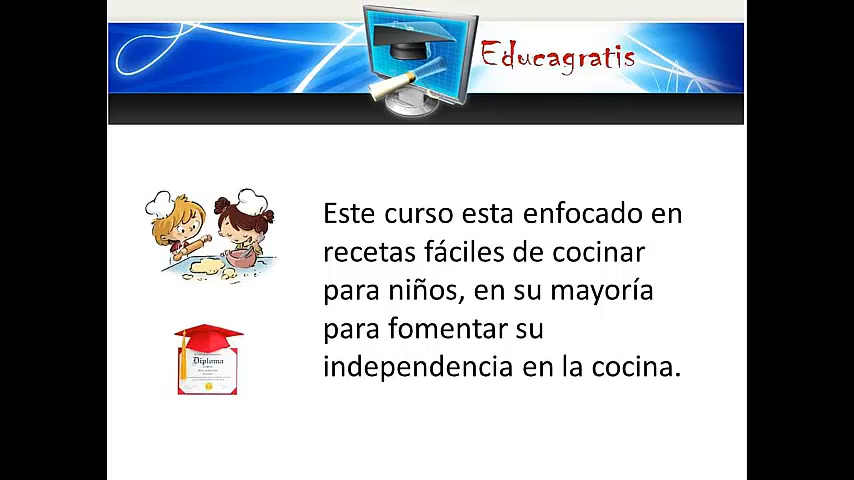 Educagratis
Este curso esta enfocado en
recetas fáciles de cocinar
para niños, en su mayoría
para fomentar su
independencia en la cocina.
Diploma